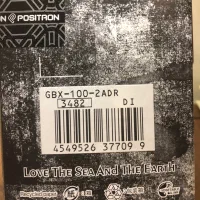 N POSITRON
GBX-100-2ADR
3482 DI
4549526 37709 9
LOVE THE SEA AND THE EARTH